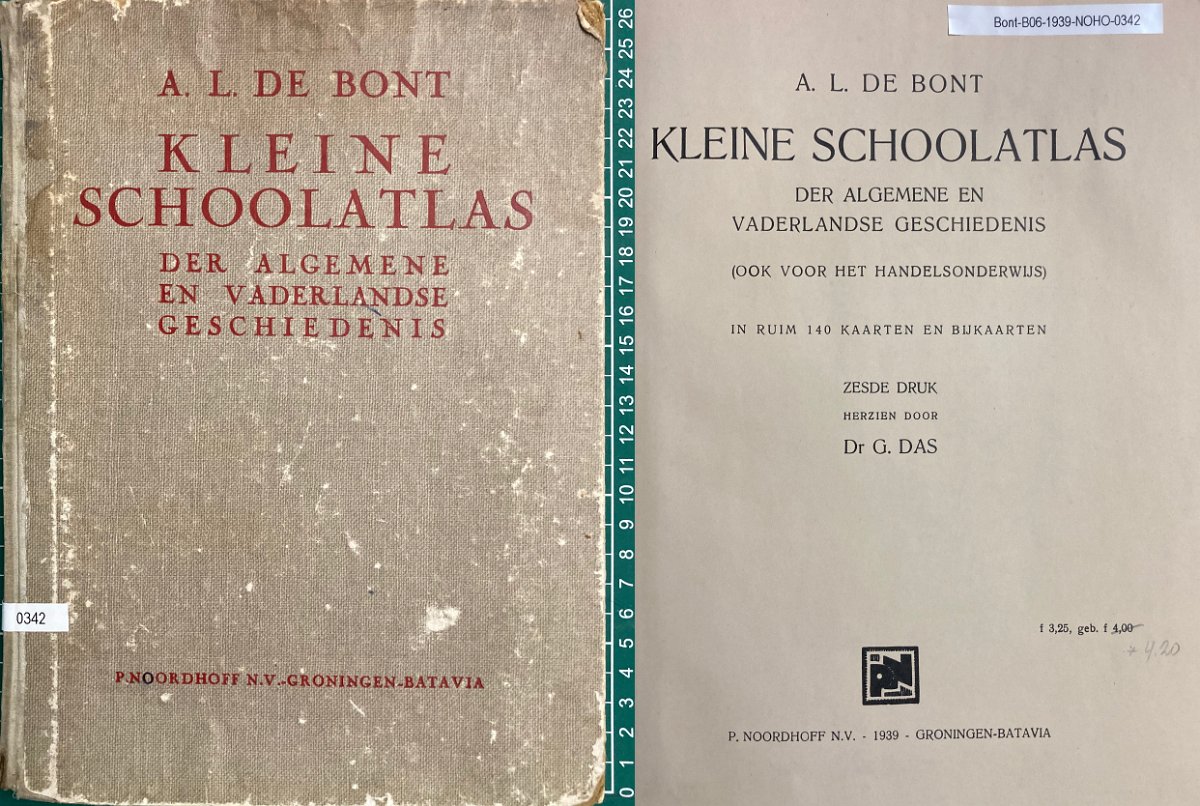 A. L. DE BONT
KLEINE
SCHOOLATLAS
DER ALGEMENE
EN VADERLANDSE
GESCHIEDENIS
0342
P.NOORDHOFF N.V.-GRONINGEN-BATAVIA
26
25
24
23
22
21
20
19
18
17
16
15
14
13
12
11
10
9
8
7
6
5
4
3
2
1
0
Bont-B06-1939-NOHO-0342
A. L. DE BONT
KLEINE SCHOOLATLAS
DER ALGEMENE EN
VADERLANDSE GESCHIEDENIS
(OOK VOOR HET HANDELSONDERWIJS)
IN RUIM 140 KAARTEN EN BIJKAARTEN
ZESDE DRUK
HERZIEN DOOR
Dr G. DAS
f 3,25, geb. f 4,00
* 4.20
PN
P. NOORDHOFF N.V. - 1939 - GRONINGEN-BATAVIA